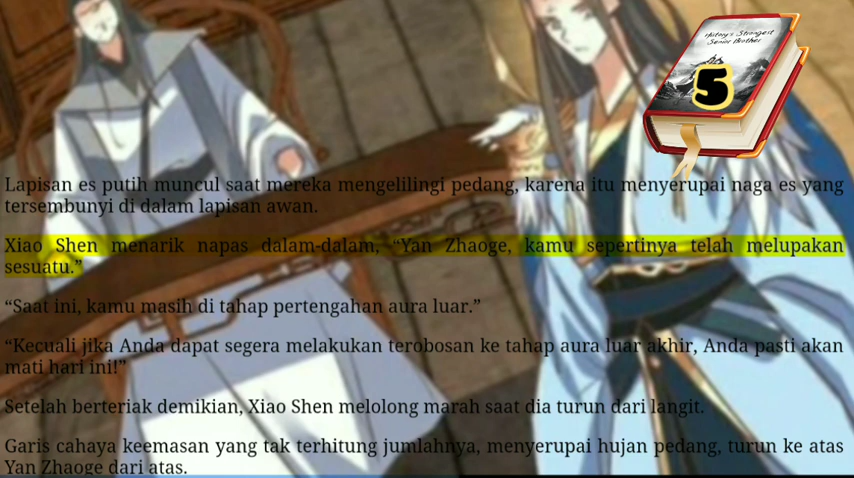 History's Strongest
Senior Brother
5
Lapisan es putih muncul saat mereka mengelilingi pedang, karena itu menyerupai naga es yang
tersembunyi di dalam lapisan awan.
Xiao Shen menarik napas dalam-dalam, “Yan Zhaoge, kamu sepertinya telah melupakan
sesuatu.”
“Saat ini, kamu masih di tahap pertengahan aura luar.”
“Kecuali jika Anda dapat segera melakukan terobosan ke tahap aura luar akhir, Anda pasti akan
mati hari ini!”
Setelah berteriak demikian, Xiao Shen melolong marah saat dia turun dari langit.
Garis cahaya keemasan yang tak terhitung jumlahnya, menyerupai hujan pedang, turun ke atas
Yan Zhaoge dari atas.